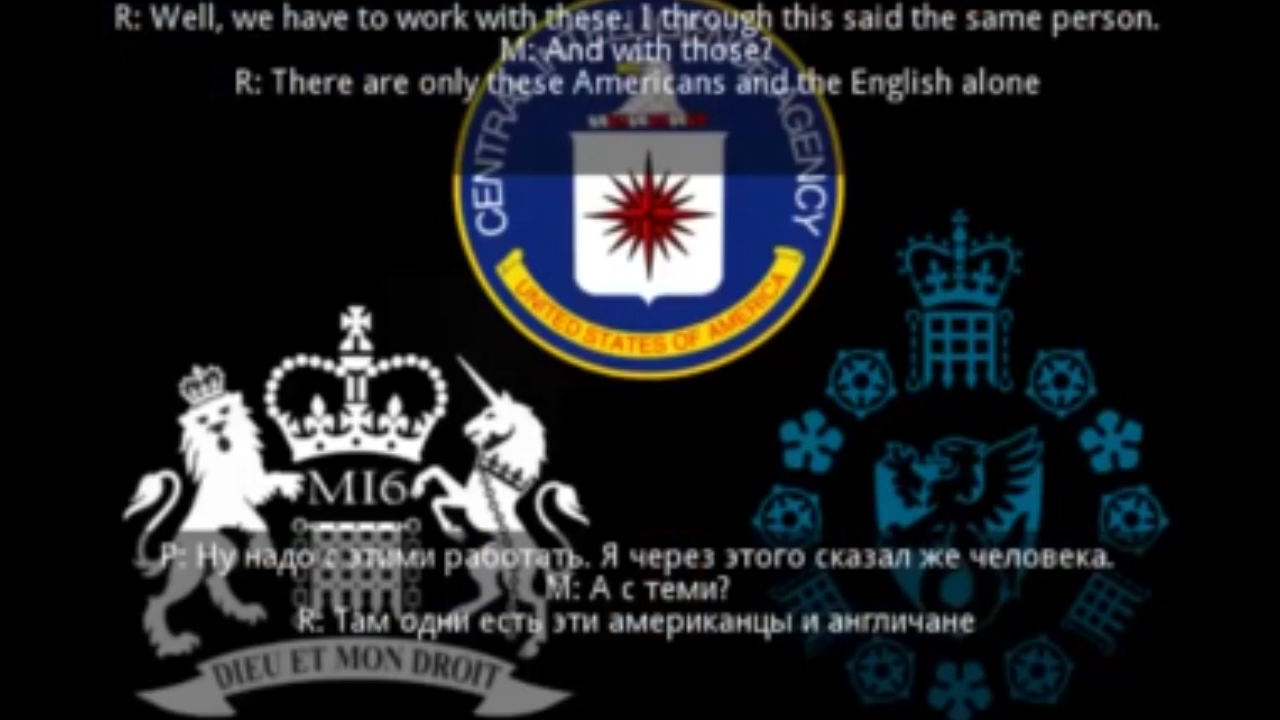 R: Well, we have to work with these. I through this said the same person.
M: And with those?
R: There are only these Americans and the English alone
CENTRAL INTELLIGENCE AGENCY
UNITED STATES OF AMERICA
MI6
Р: Ну надо с этими работать. Я через этого сказал же человека.
М: А с теми?
R: Там одни есть эти американцы и англичане
DIEU ET MON DROIT